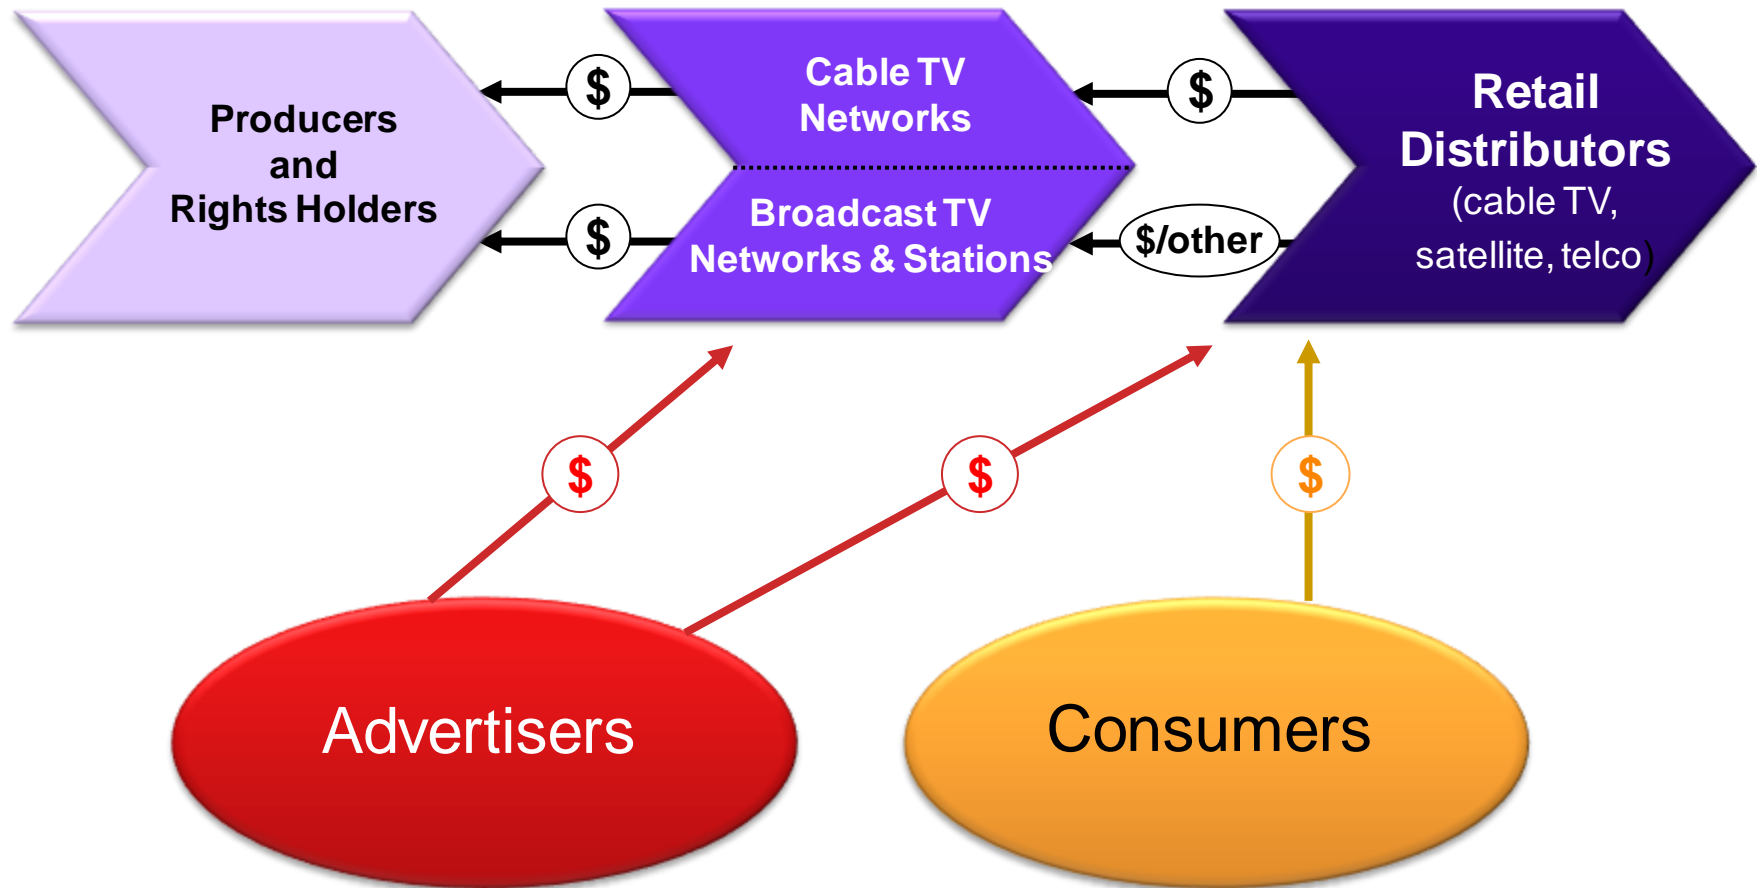 Producers
and
Rights Holders
$
$
Cable TV
Networks
Broadcast TV
Networks & Stations
$
$/other
Retail
Distributors
(cable TV,
satellite, telco)
$
$
$
Advertisers
Consumers